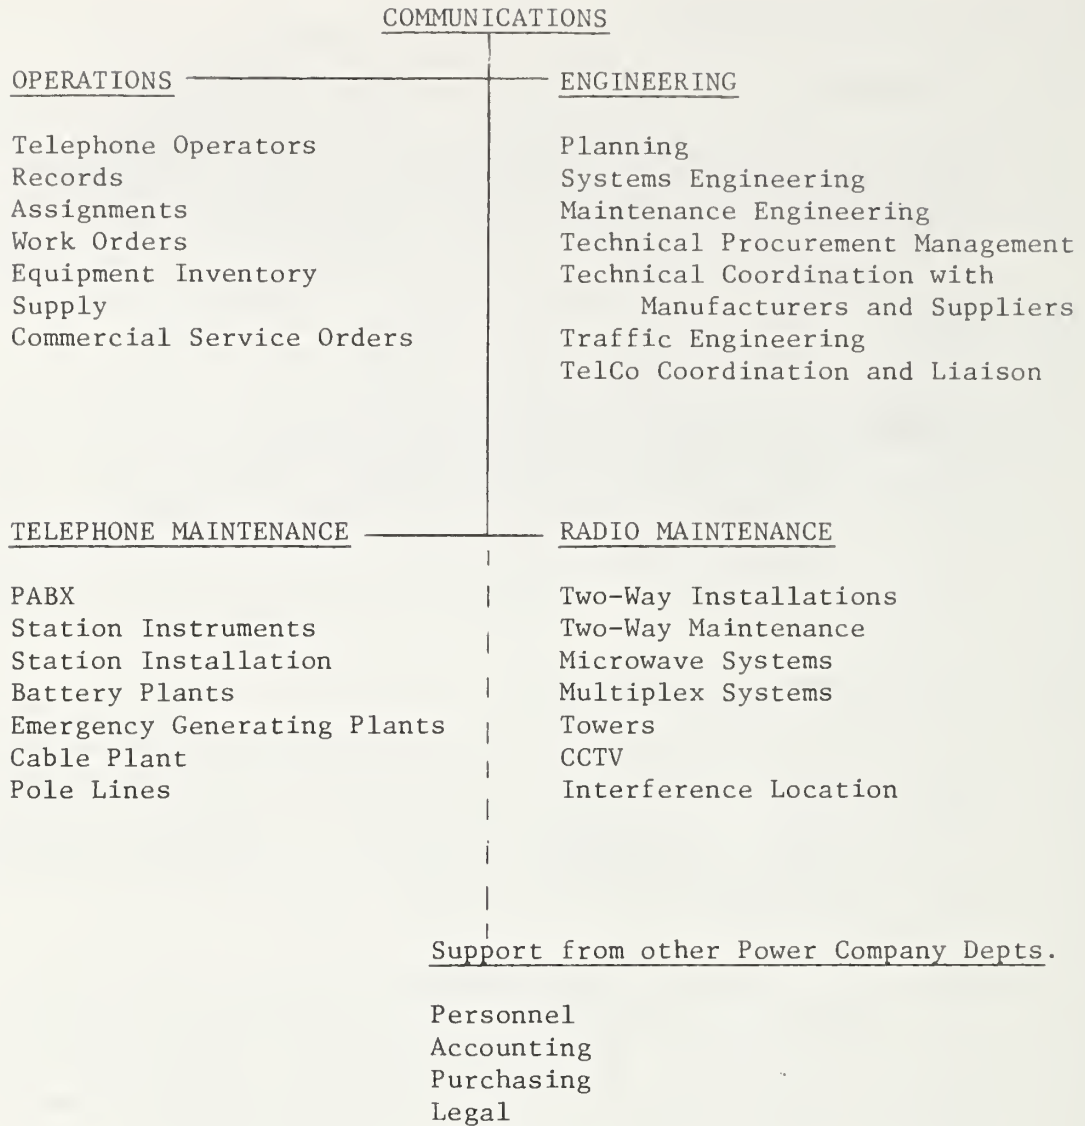 COMMUNICATIONS
OPERATIONS
Telephone Operators
Records
Assignments
Work Orders
Equipment Inventory
Supply
Commercial Service Orders
ENGINEERING
Planning
Systems Engineering
Maintenance Engineering
Technical Procurement Management
Technical Coordination with
Manufacturers and Suppliers
Traffic Engineering
TelCo Coordination and Liaison
TELEPHONE MAINTENANCE
PABX
Station Instruments
Station Installation
Battery Plants
Emergency Generating Plants
Cable Plant
Pole Lines
RADIO MAINTENANCE
Two-Way Installations
Two-Way Maintenance
Microwave Systems
Multiplex Systems
Towers
CCTV
Interference Location
Support from other Power Company Depts.
Personnel
Accounting
Purchasing
Legal